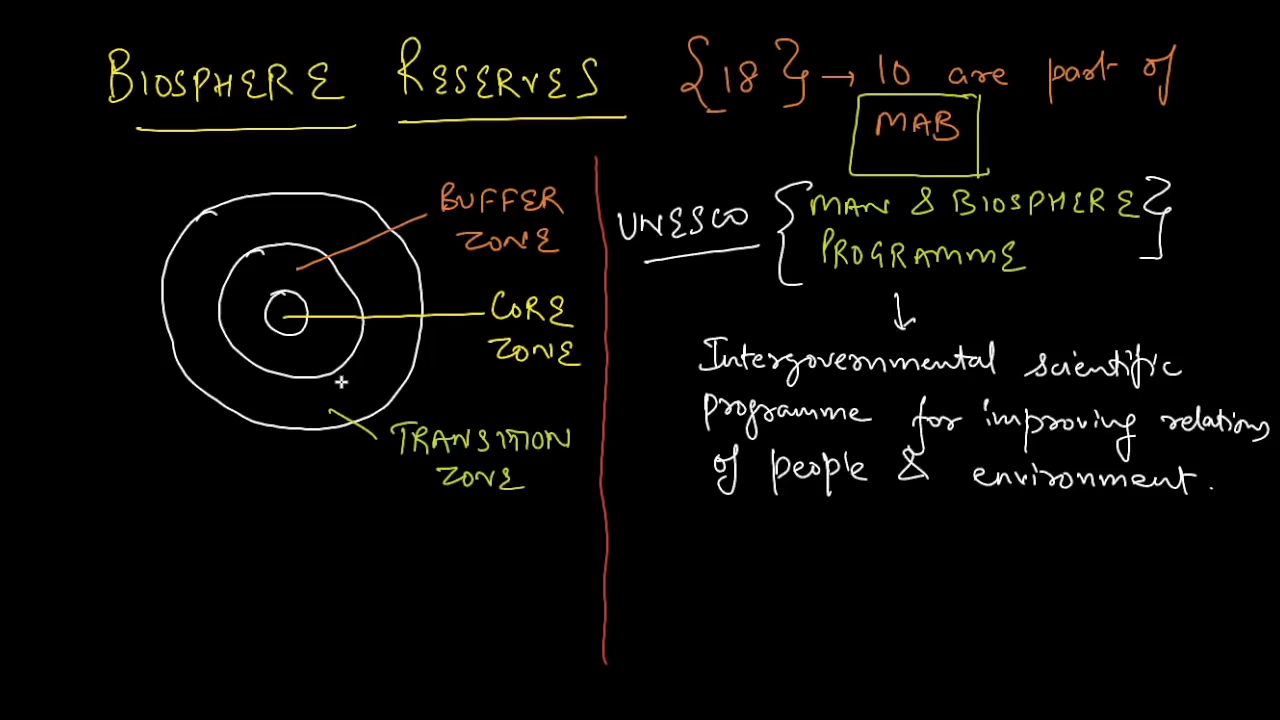 BIOSPHERE RESERVES {18} → 10 are part of
MAB
BUFFER
ZONE
CORE
ZONE
TRANSITION
ZONE
UNESCO {MAN & BIOSPHERE
PROGRAMME}
↓
Intergovernmental scientific
programme for improving relations
of people & environment.